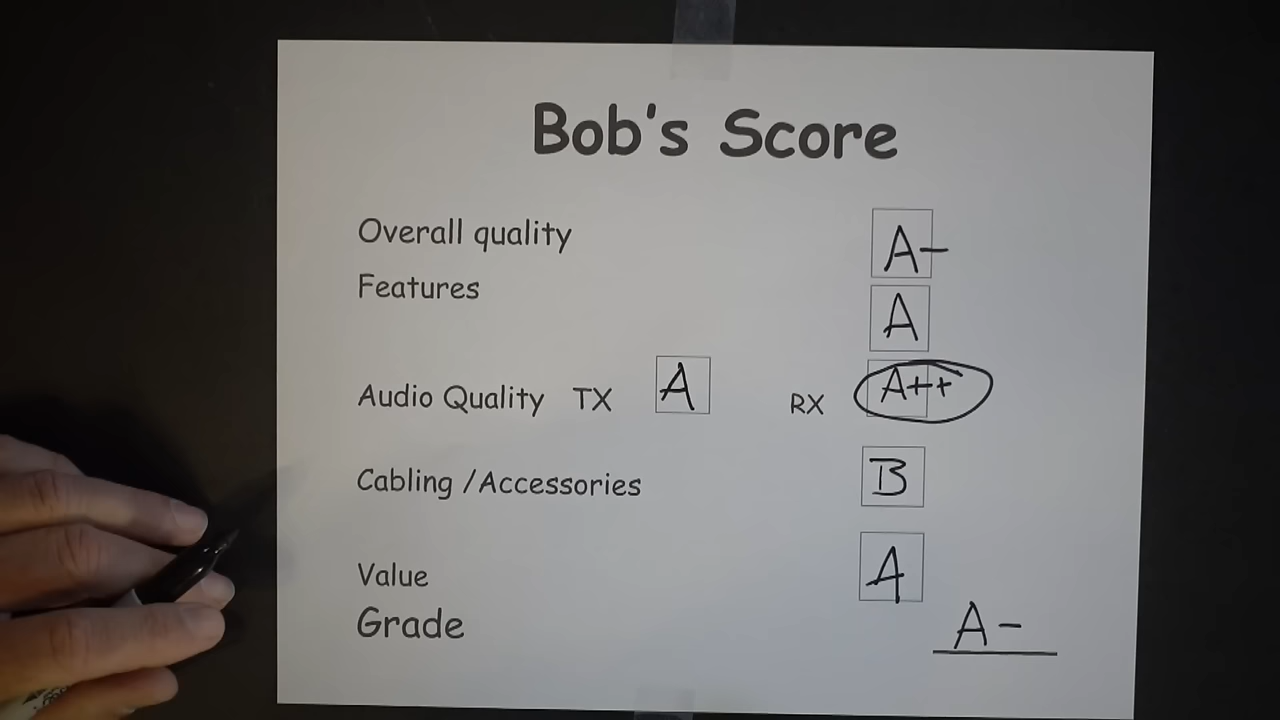 Bob's Score
Overall quality A-
Features A
Audio Quality TX A RX A++
Cabling /Accessories B
Value A
Grade A-